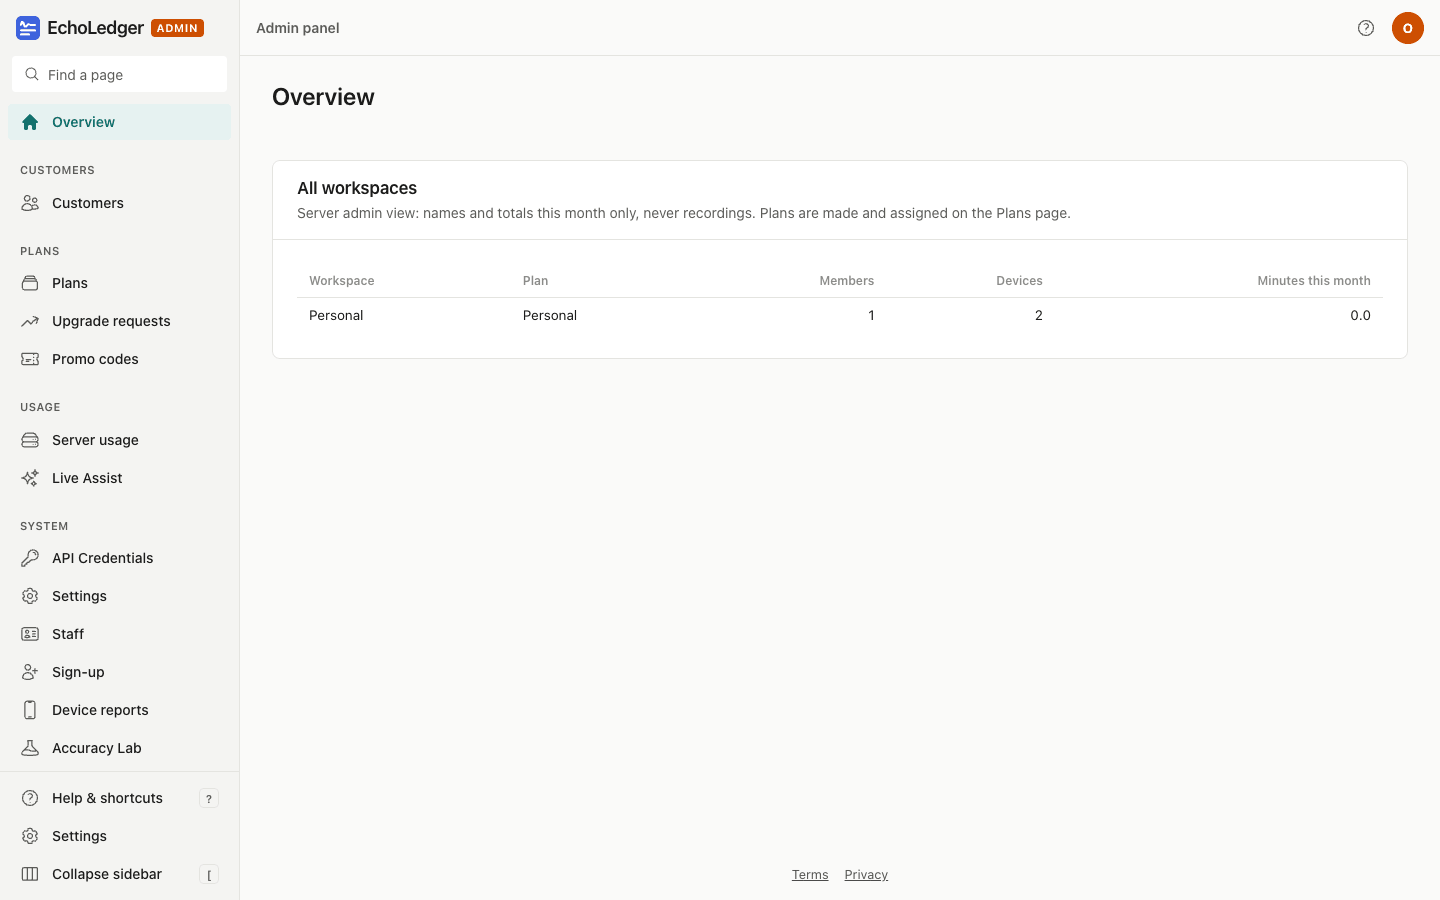 EchoLedger ADMIN
Find a page
Overview
CUSTOMERS
Customers
PLANS
Plans
Upgrade requests
Promo codes
USAGE
Server usage
Live Assist
SYSTEM
API Credentials
Settings
Staff
Sign-up
Device reports
Accuracy Lab
Help & shortcuts ?
Settings
Collapse sidebar [
Admin panel
O
Overview
All workspaces
Server admin view: names and totals this month only, never recordings. Plans are made and assigned on the Plans page.
Workspace Plan Members Devices Minutes this month
Personal Personal 1 2 0.0
Terms Privacy